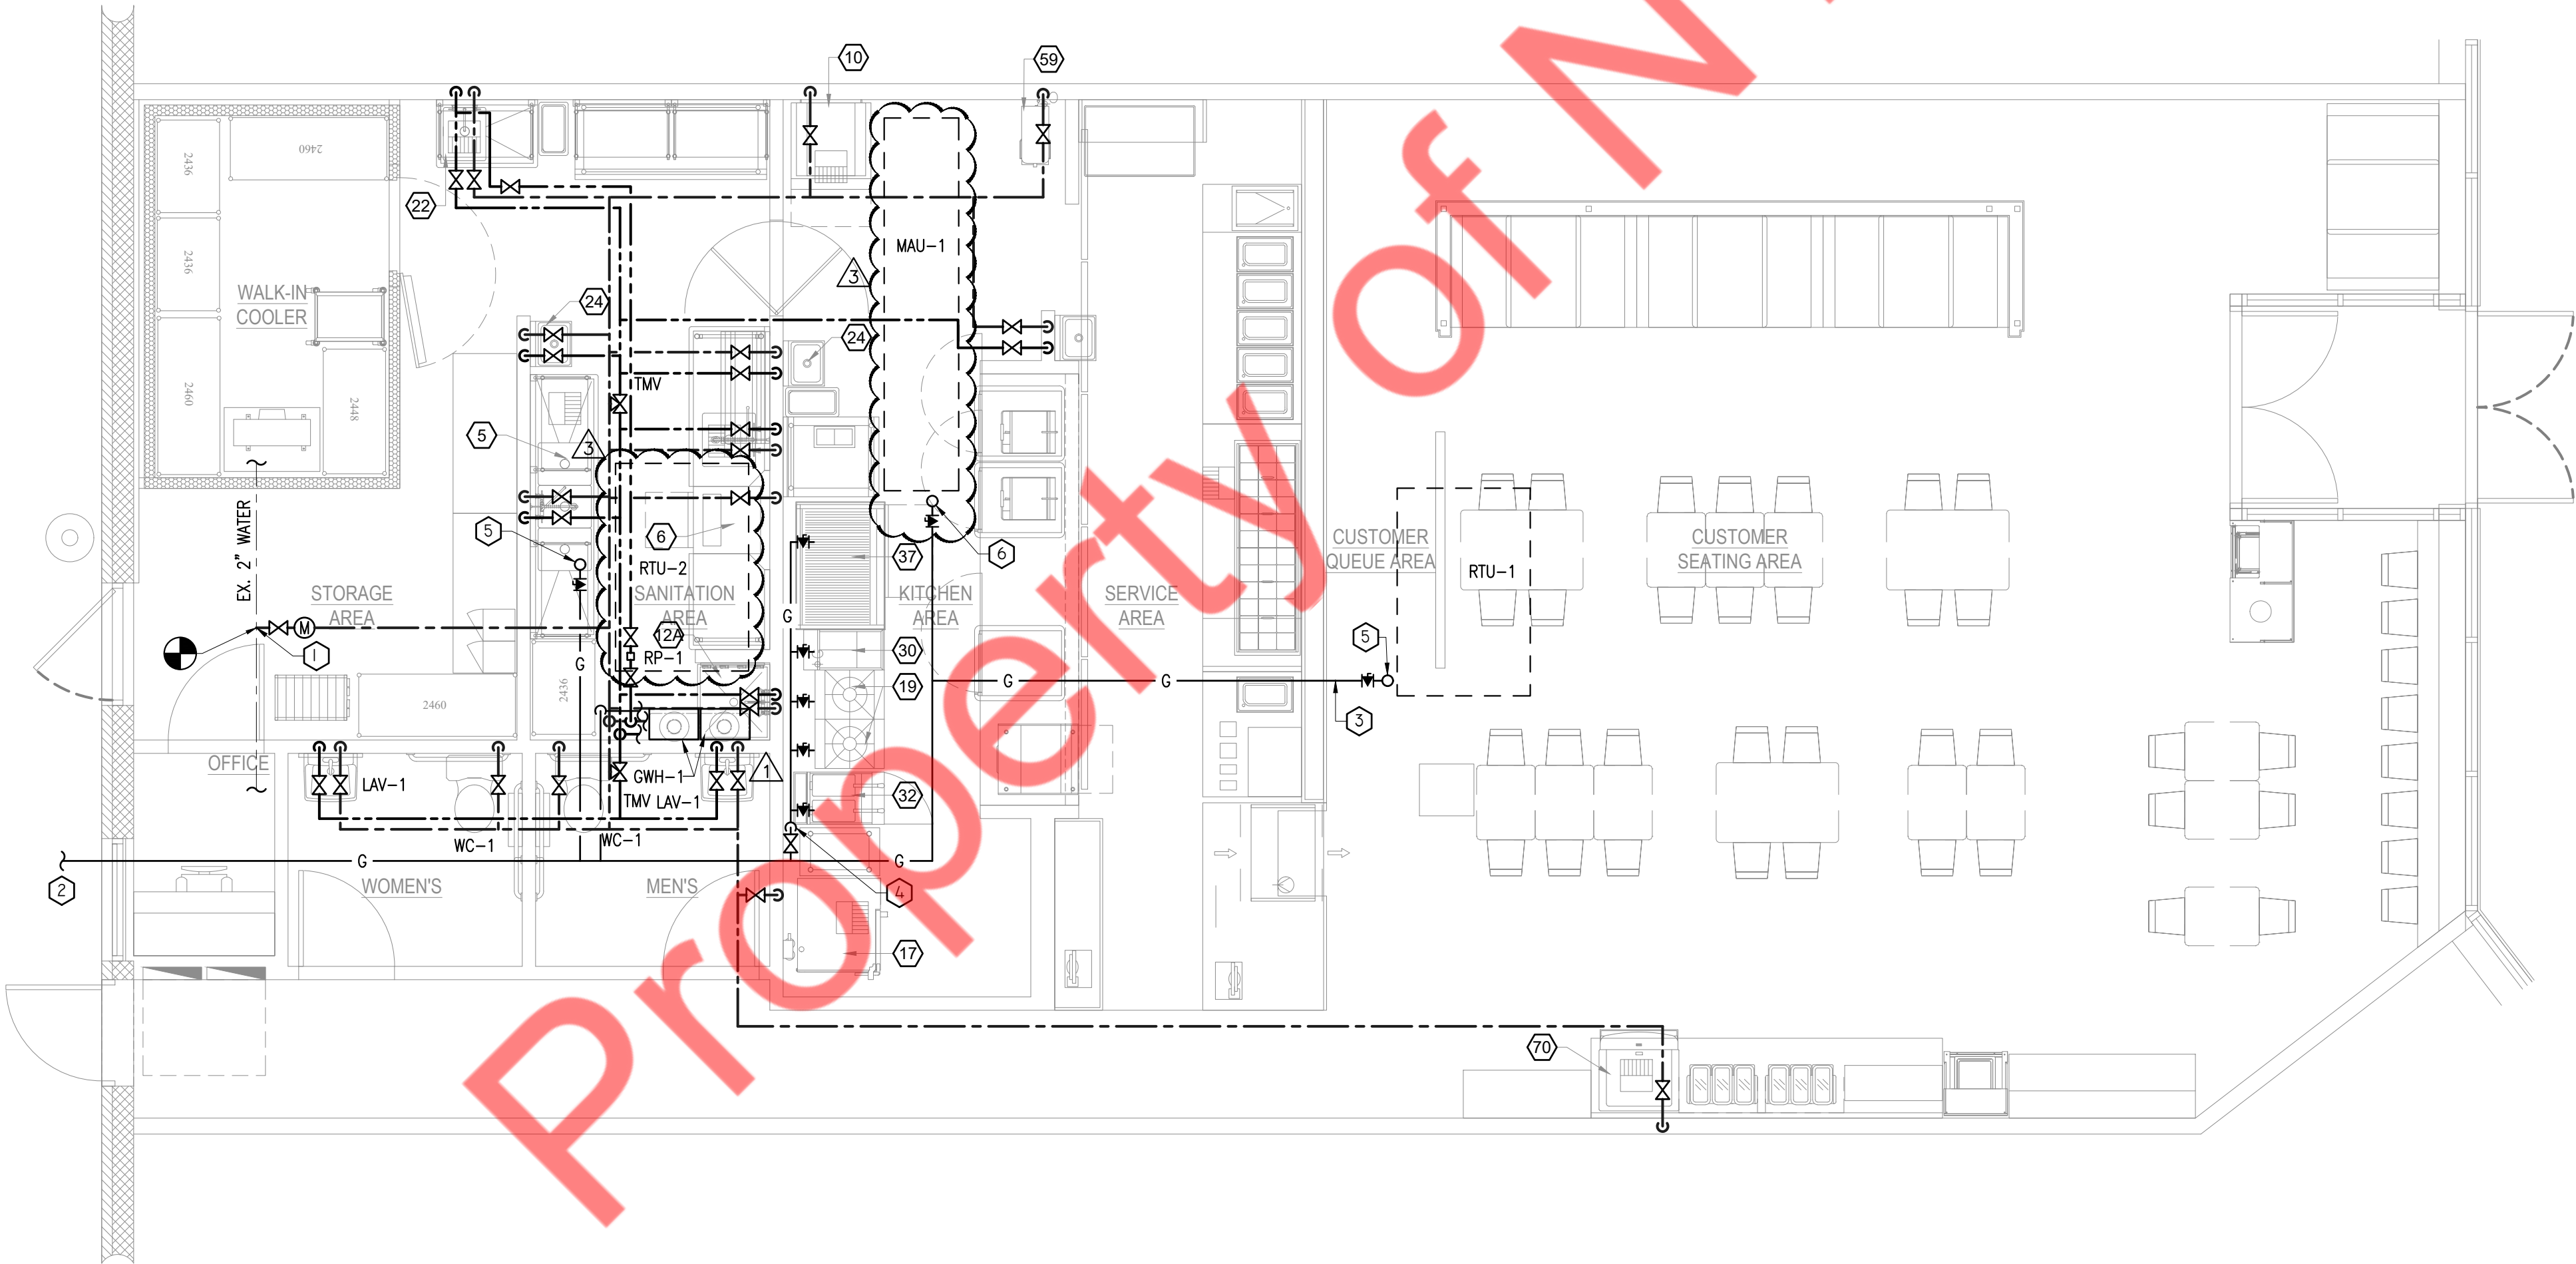 10
59
2436
2460
22
MAU-1
2436
3
WALK-IN
COOLER
24
24
TMV
2460
2448
5
3
EX. 2" WATER
5
6
37
6
RTU-2
CUSTOMER
QUEUE AREA
CUSTOMER
SEATING AREA
RTU-1
STORAGE
AREA
SANITATION
AREA
G
KITCHEN
AREA
SERVICE
AREA
M
1
12A
RP-1
G
30
5
19
G
G
2460
2436
3
OFFICE
LAV-1
GWH-1
1
TMV
LAV-1
32
WC-1
WC-1
G
G
2
WOMEN'S
MEN'S
4
17
70
Property of N